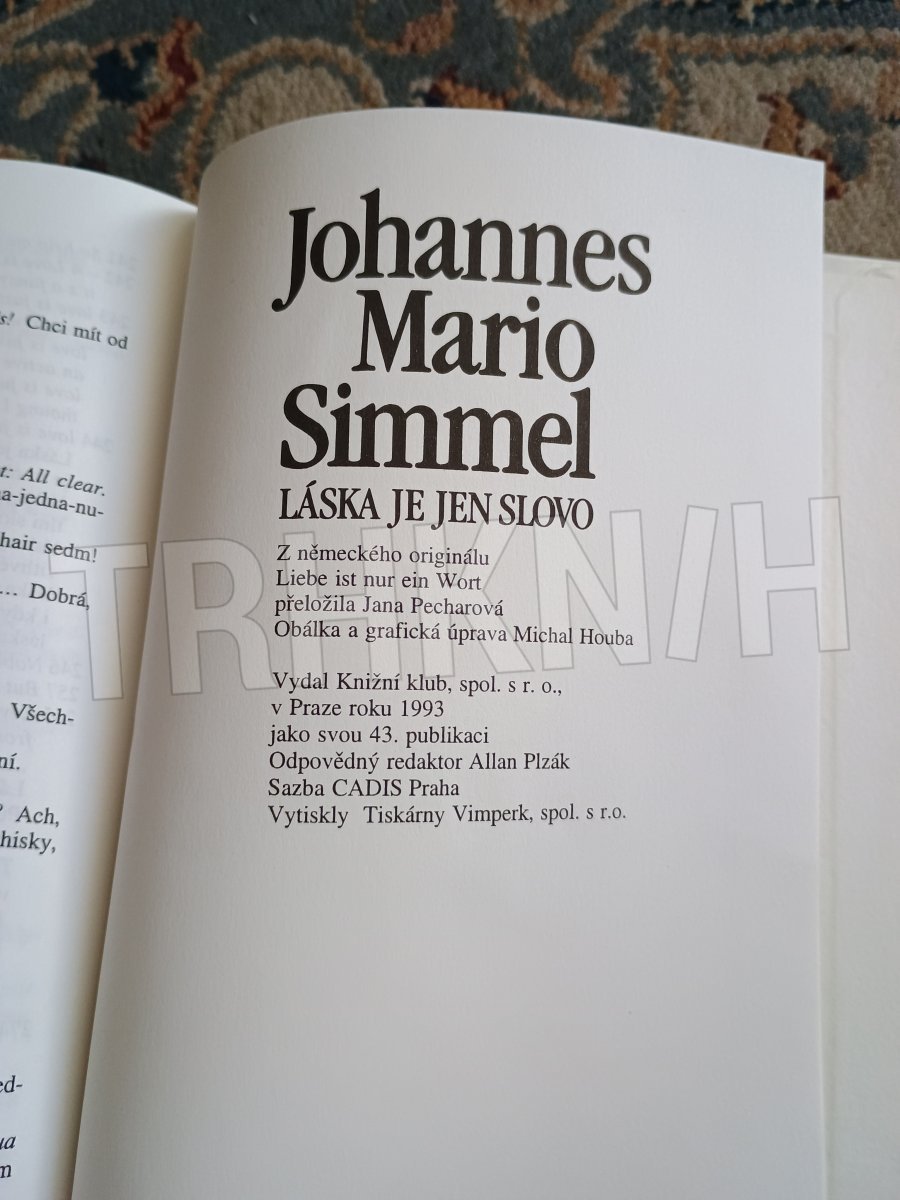 s! Chci mít od
t: All clear.
a-jedna-nu-
hair sedm!
... Dobrá,
Všech-
ní.
? Ach,
hisky,
ed-
ua
m
Johannes
Mario
Simmel
LÁSKA JE JEN SLOVO
Z německého originálu
Liebe ist nur ein Wort
přeložila Jana Pecharová
Obálka a grafická úprava Michal Houba
Vydal Knižní klub, spol. s r. o.,
v Praze roku 1993
jako svou 43. publikaci
Odpovědný redaktor Allan Plzák
Sazba CADIS Praha
Vytiskly Tiskárny Vimperk, spol. s r.o.
TRHKNIH